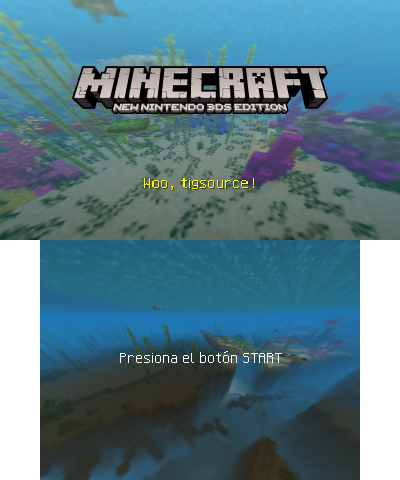 MINECRAFT
NEW NINTENDO 3DS EDITION
Woo, tigsource!
Presiona el botón START